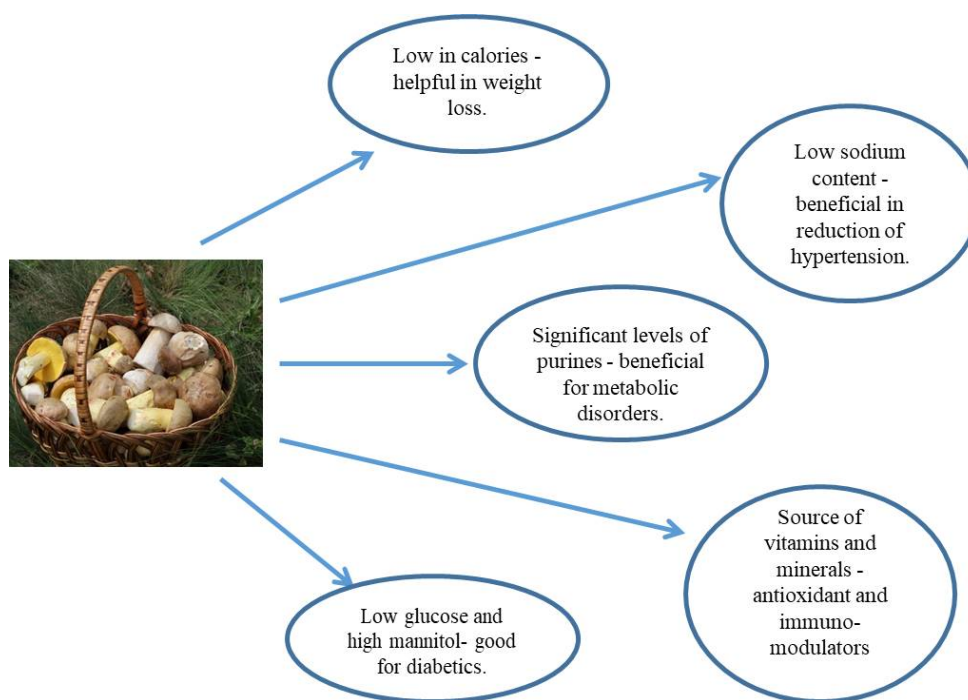 Low in calories -
helpful in weight
loss.
Low sodium
content -
beneficial in
reduction of
hypertension.
Significant levels of
purines - beneficial
for metabolic
disorders.
Source of
vitamins and
minerals -
antioxidant and
immuno-
modulators
Low glucose and
high mannitol- good
for diabetics.